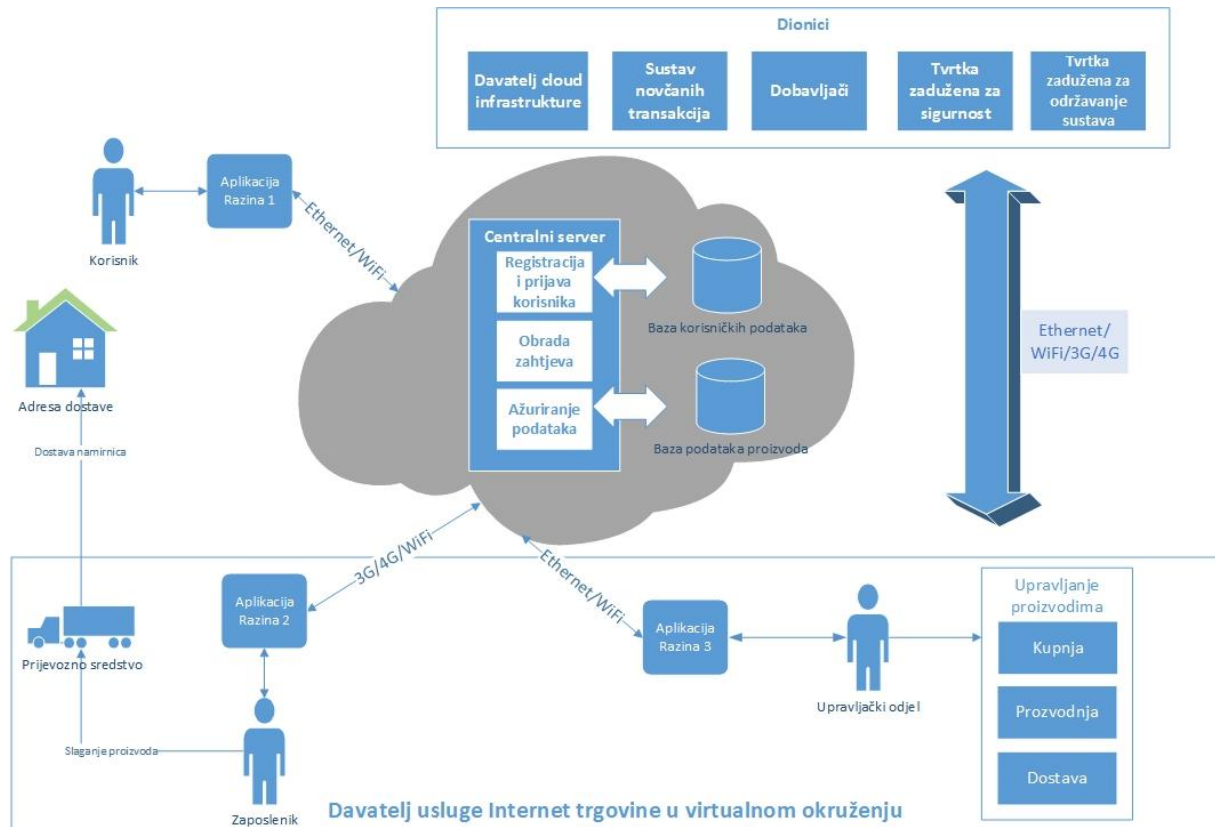 Dionici
Davatelj cloud
infrastrukture
Sustav
novčanih
transakcija
Dobavljači
Tvrtka
zadužena za
sigurnost
Tvrtka
zadužena za
održavanje
sustava
Korisnik
Aplikacija
Razina 1
Ethernet/WiFi
Centralni server
Registracija
i prijava
korisnika
Obrada
zahtjeva
Ažuriranje
podataka
Baza korisničkih podataka
Baza podataka proizvoda
Ethernet/
WiFi/3G/4G
Adresa dostave
Dostava namirnica
Prijevozno sredstvo
Slaganje proizvoda
Aplikacija
Razina 2
3G/4G/WiFi
Zaposlenik
Ethernet/WiFi
Aplikacija
Razina 3
Upravljački odjel
Upravljanje
proizvodima
Kupnja
Prozvodnja
Dostava
Davatelj usluge Internet trgovine u virtualnom okruženju